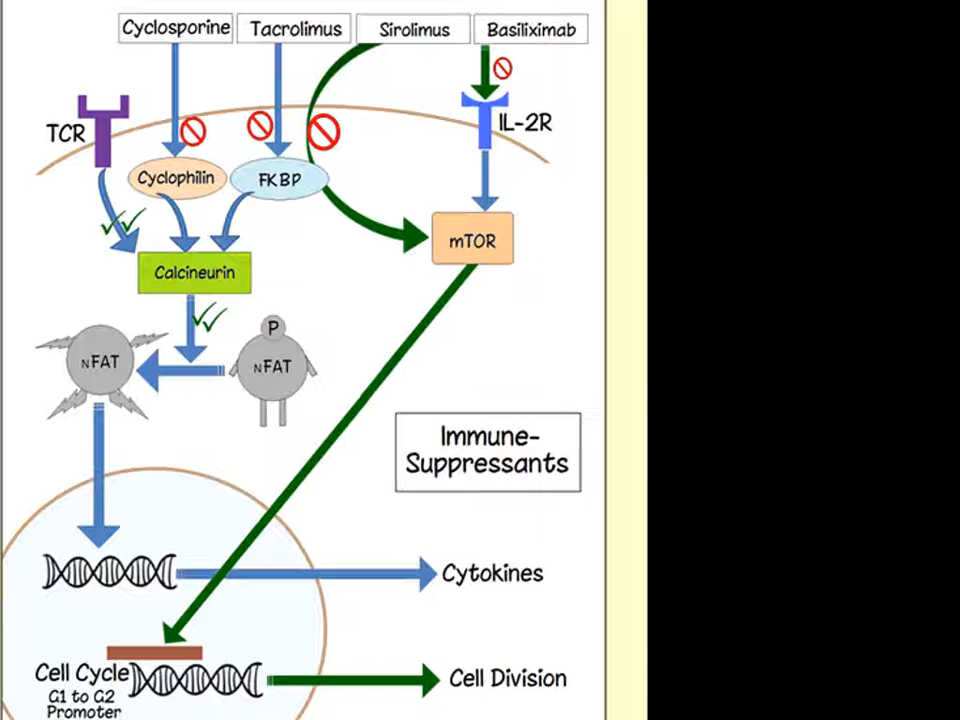 Cyclosporine
Tacrolimus
Sirolimus
Basiliximab
TCR
IL-2R
Cyclophilin
FKBP
mTOR
Calcineurin
P
NFAT
NFAT
Immune-
Suppressants
Cytokines
Cell Cycle
G1 to G2
Promoter
Cell Division